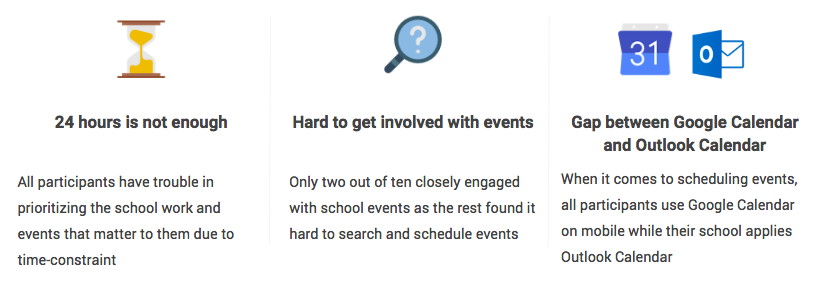 24 hours is not enough
All participants have trouble in
prioritizing the school work and
events that matter to them due to
time-constraint
?
Hard to get involved with events
Only two out of ten closely engaged
with school events as the rest found it
hard to search and schedule events
31
O
Gap between Google Calendar
and Outlook Calendar
When it comes to scheduling events,
all participants use Google Calendar
on mobile while their school applies
Outlook Calendar